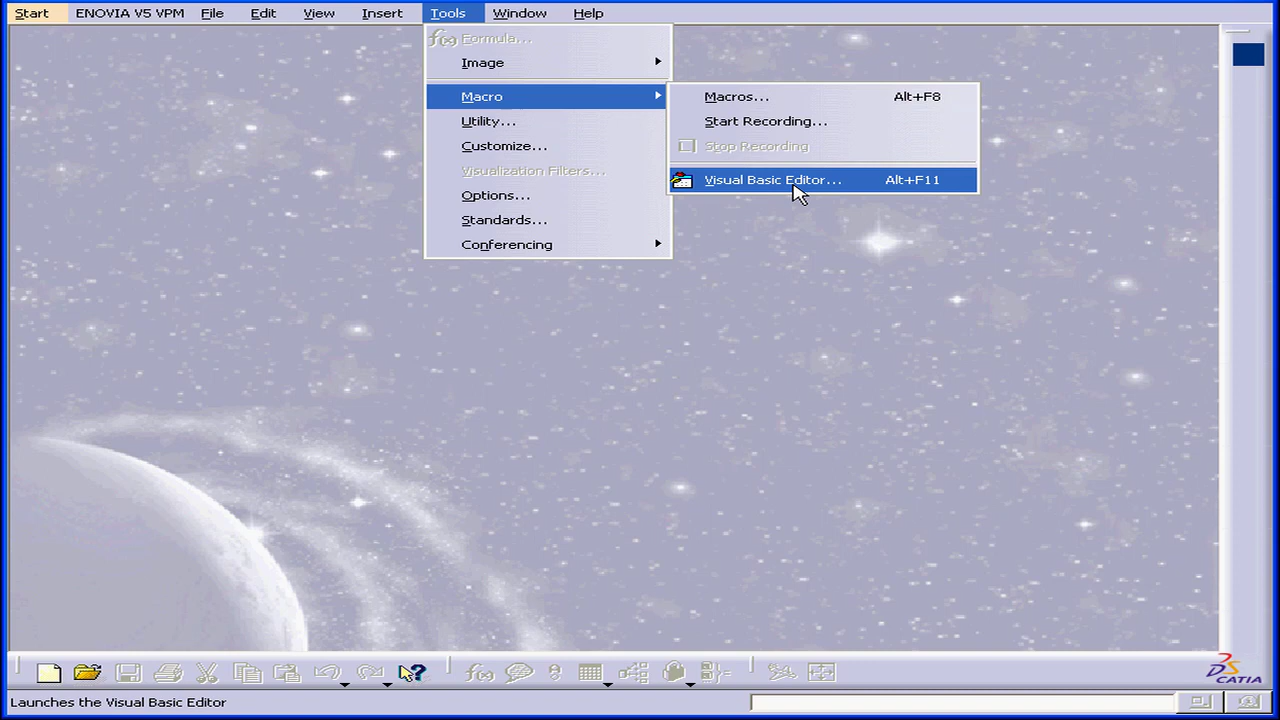 Start ENOVIA V5 VPM File Edit View Insert Tools Window Help
f(x) Formula...
Image
Macro
Utility...
Customize...
Visualization Filters...
Options...
Standards...
Conferencing
Macros... Alt+F8
Start Recording...
Stop Recording
Visual Basic Editor... Alt+F11
f(x)
DS CATIA
Launches the Visual Basic Editor